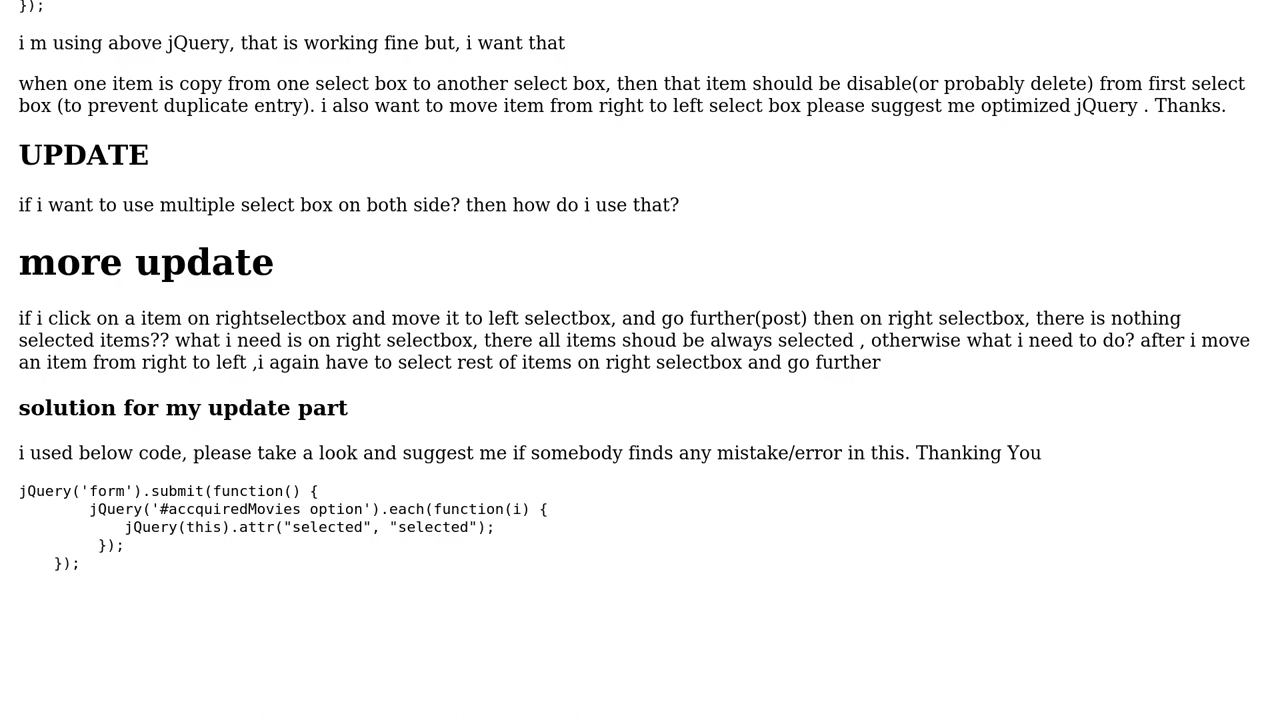 });
i m using above jQuery, that is working fine but, i want that
when one item is copy from one select box to another select box, then that item should be disable(or probably delete) from first select
box (to prevent duplicate entry). i also want to move item from right to left select box please suggest me optimized jQuery . Thanks.
UPDATE
if i want to use multiple select box on both side? then how do i use that?
more update
if i click on a item on rightselectbox and move it to left selectbox, and go further(post) then on right selectbox, there is nothing
selected items?? what i need is on right selectbox, there all items shoud be always selected , otherwise what i need to do? after i move
an item from right to left ,i again have to select rest of items on right selectbox and go further
solution for my update part
i used below code, please take a look and suggest me if somebody finds any mistake/error in this. Thanking You
jQuery('form').submit(function() {
        jQuery('#accquiredMovies option').each(function(i) {
            jQuery(this).attr("selected", "selected");
         });
    });